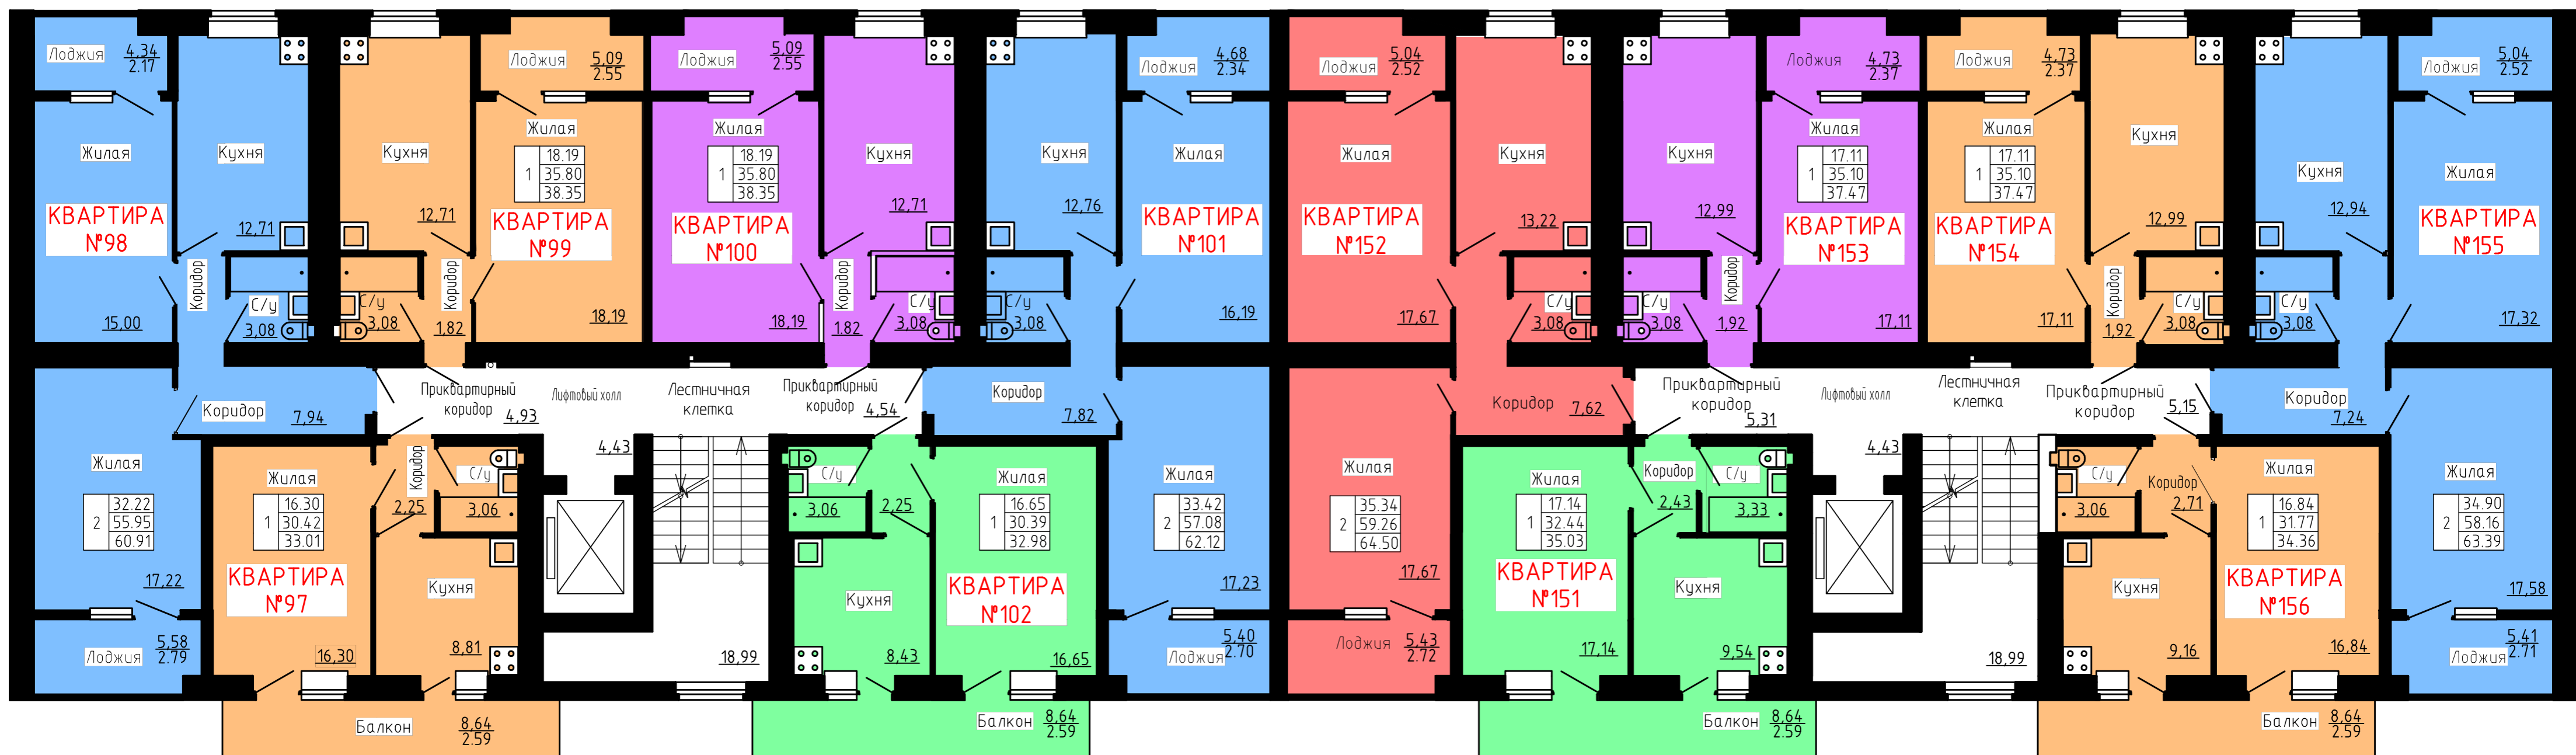 Лоджия
4,34
2.17
Жилая
КВАРТИРА
№98
15,00
Кухня
12,71
Коридор
С/у
3,08
Коридор
7,94
Жилая
2
32.22
55.95
60.91
17,22
Лоджия
5,58
2.79
Кухня
12,71
Лоджия
5,09
2.55
Жилая
1
18.19
35.80
38.35
КВАРТИРА
№99
18,19
С/у
3,08
Коридор
1,82
Лоджия
5,09
2.55
Жилая
1
18.19
35.80
38.35
КВАРТИРА
№100
18,19
Кухня
12,71
Коридор
1,82
С/у
3,08
Кухня
12,76
Лоджия
4,68
2.34
Жилая
КВАРТИРА
№101
16,19
С/у
3,08
Коридор
7,82
Жилая
2
33.42
57.08
62.12
17,23
Лоджия
5,40
2.70
Приквартирный
коридор
4,93
Лифтовый холл
4,43
Лестничная
клетка
18,99
Приквартирный
коридор
4,54
Жилая
1
16.30
30.42
33.01
КВАРТИРА
№97
16,30
Коридор
2,25
С/у
3,06
Кухня
8,81
Балкон
8,64
2.59
С/у
3,06
2,25
Кухня
8,43
Жилая
1
16.65
30.39
32.98
КВАРТИРА
№102
16,65
Балкон
8,64
2.59
Лоджия
5,04
2.52
Жилая
КВАРТИРА
№152
17,67
Кухня
13,22
С/у
3,08
Коридор
7,62
Жилая
2
35.34
59.26
64.50
17,67
Лоджия
5,43
2.72
Кухня
12,99
Лоджия
4,73
2.37
Жилая
1
17.11
35.10
37.47
КВАРТИРА
№153
17,11
С/у
3,08
Коридор
1,92
Лоджия
4,73
2.37
Жилая
1
17.11
35.10
37.47
КВАРТИРА
№154
17,11
Кухня
12,99
Коридор
1,92
С/у
3,08
Кухня
12,94
Лоджия
5,04
2.52
Жилая
КВАРТИРА
№155
17,32
С/у
3,08
Коридор
7,24
Жилая
2
34.90
58.16
63.39
17,58
Лоджия
5,41
2.71
Приквартирный
коридор
5,31
Лифтовый холл
4,43
Лестничная
клетка
18,99
Приквартирный
коридор
5,15
Жилая
1
17.14
32.44
35.03
КВАРТИРА
№151
17,14
Коридор
2,43
С/у
3,33
Кухня
9,54
Балкон
8,64
2.59
С/у
3,06
Коридор
2,71
Кухня
9,16
Жилая
1
16.84
31.77
34.36
КВАРТИРА
№156
16,84
Балкон
8,64
2.59